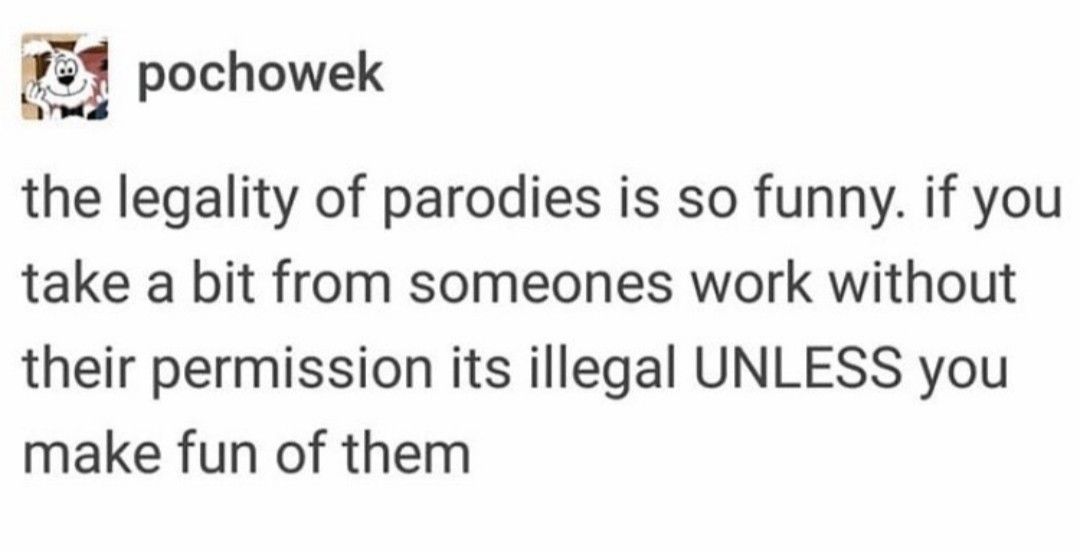 pochowek
the legality of parodies is so funny. if you
take a bit from someones work without
their permission its illegal UNLESS you
make fun of them